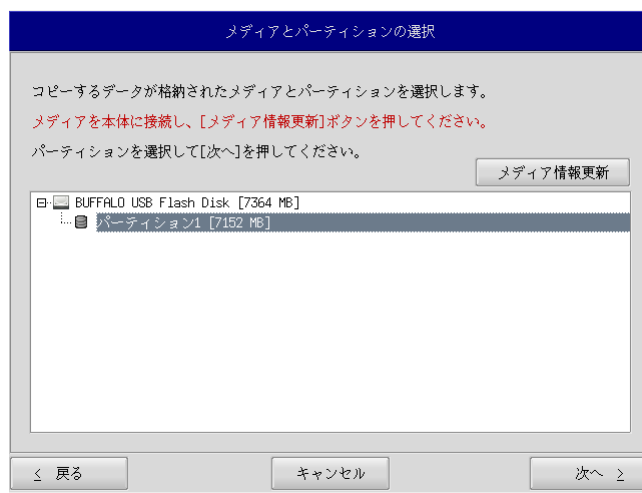 メディアとパーティションの選択
コピーするデータが格納されたメディアとパーティションを選択します。
メディアを本体に接続し、[メディア情報更新]ボタンを押してください。
パーティションを選択して[次へ]を押してください。
メディア情報更新
BUFFALO USB Flash Disk [7364 MB]
パーティション1 [7152 MB]
< 戻る
キャンセル
次へ >